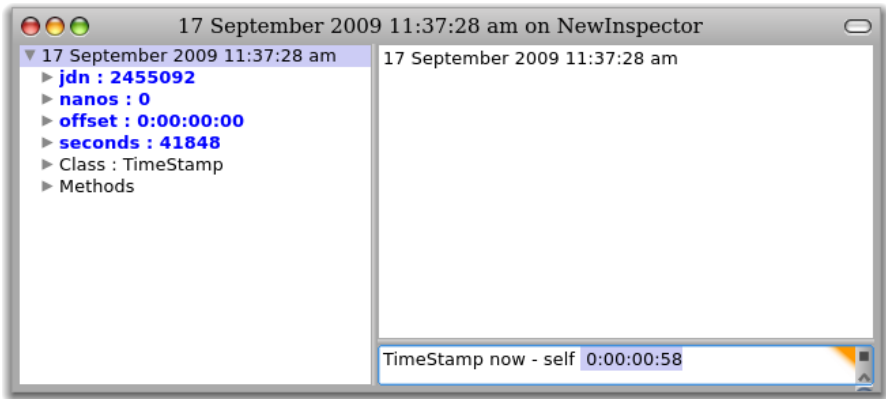 17 September 2009 11:37:28 am on NewInspector
17 September 2009 11:37:28 am
jdn : 2455092
nanos : 0
offset : 0:00:00:00
seconds : 41848
Class : TimeStamp
Methods
17 September 2009 11:37:28 am
TimeStamp now - self 0:00:00:58